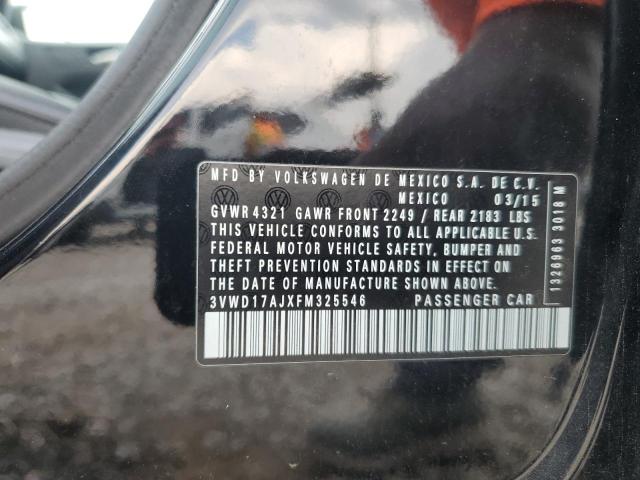 MFD BY VOLKSWAGEN DE MEXICO S.A. DE C.V.
MEXICO 03/15
GVWR 4321 GAWR FRONT 2249 / REAR 2183 LBS
THIS VEHICLE CONFORMS TO ALL APPLICABLE U.S.
FEDERAL MOTOR VEHICLE SAFETY, BUMPER AND
THEFT PREVENTION STANDARDS IN EFFECT ON
THE DATE OF MANUFACTURE SHOWN ABOVE.
3VWD17AJXFM325546 PASSENGER CAR
1326963 3018 M